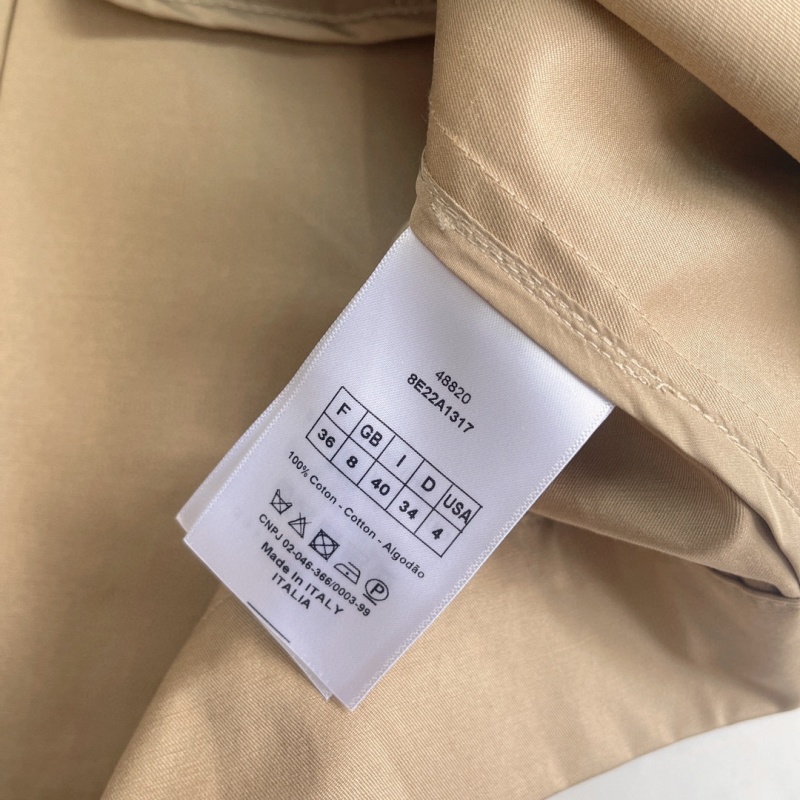 48820
8E22A1317
F GB I D USA
36 8 40 34 4
100% Coton - Cotton - Algodão
P
CNPJ 02-046-366/0003-99
Made In ITALY
ITALIA